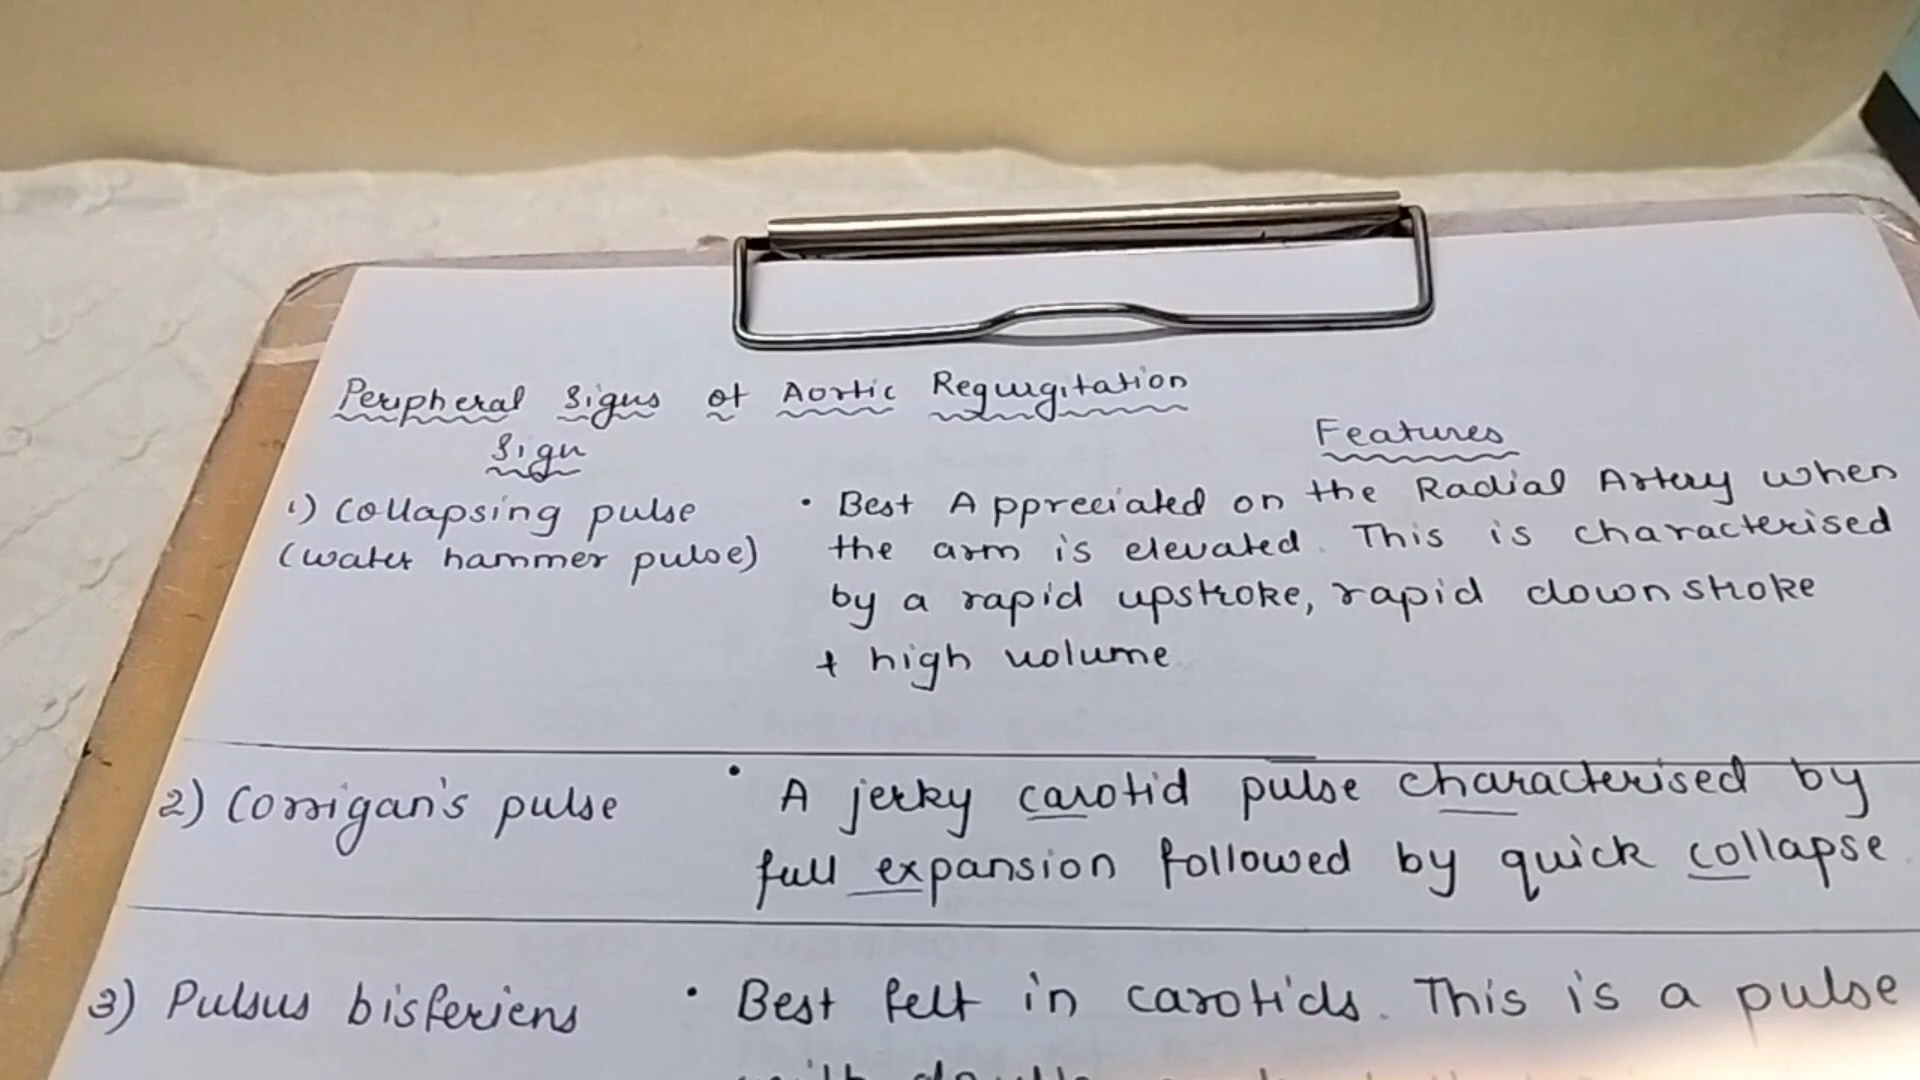 Peripheral Signs of Aortic Regurgitation
Sign Features
1) Collapsing pulse • Best Appreciated on the Radial Artery when
(water hammer pulse) the arm is elevated. This is characterised
by a rapid upstroke, rapid downstroke
+ high volume
2) Corrigan's pulse • A jerky carotid pulse characterised by
full expansion followed by quick collapse.
3) Pulsus bisferiens • Best felt in carotids. This is a pulse